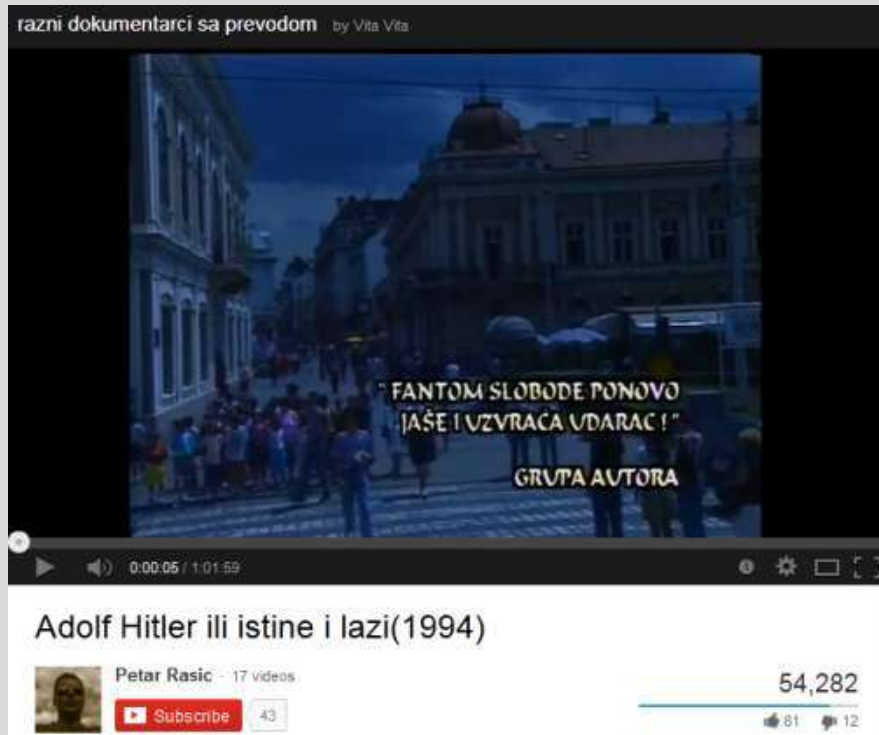 razni dokumentarci sa prevodom by Vita Vita
" FANTOM SLOBODE PONOVO
JAŠE I UZVRAĆA UDARAC ! "
GRUPA AUTORA
0:00:05 / 1:01:59
Adolf Hitler ili istine i lazi(1994)
Petar Rasic · 17 videos
Subscribe 43
54,282
81 12